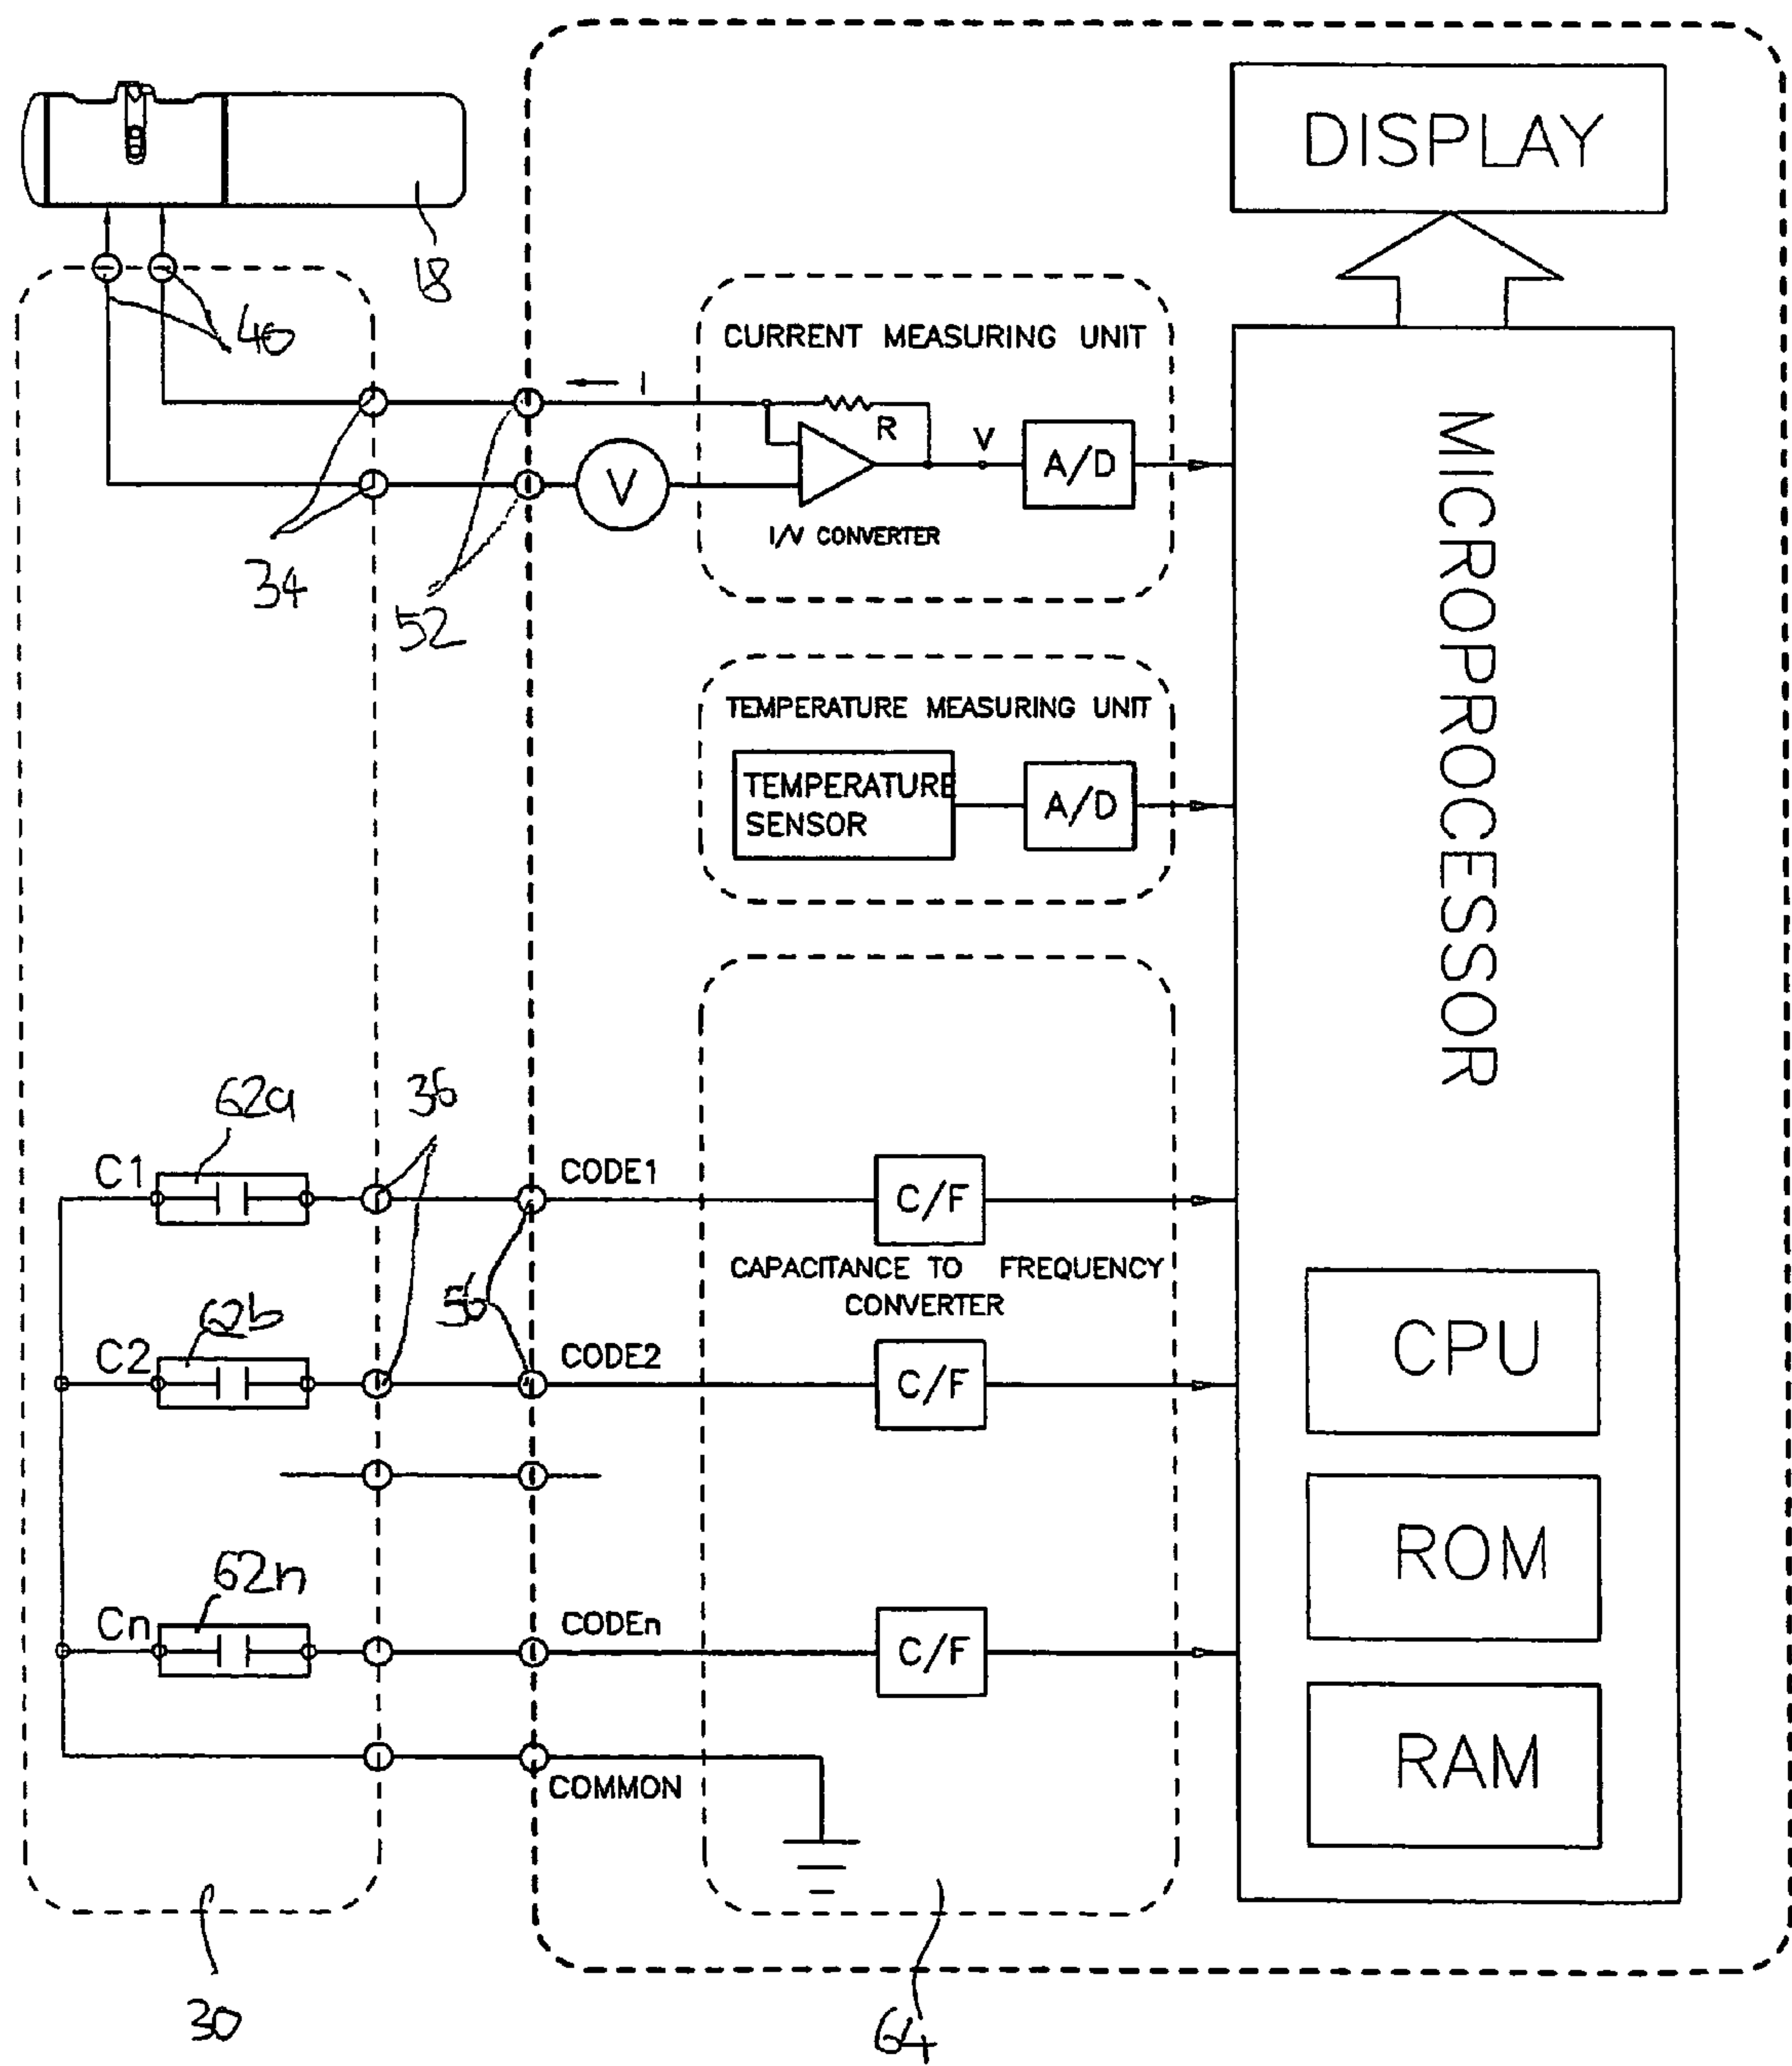 DISPLAY
18
40
CURRENT MEASURING UNIT
I
R
V
A/D
V
I/V CONVERTER
34
52
MICROPROCESSOR
TEMPERATURE MEASURING UNIT
TEMPERATURE
SENSOR
A/D
62a
36
C1
CODE1
C/F
CAPACITANCE TO FREQUENCY
CONVERTER
56
62b
C2
CODE2
C/F
CPU
ROM
62n
Cn
CODEn
C/F
RAM
COMMON
30
64